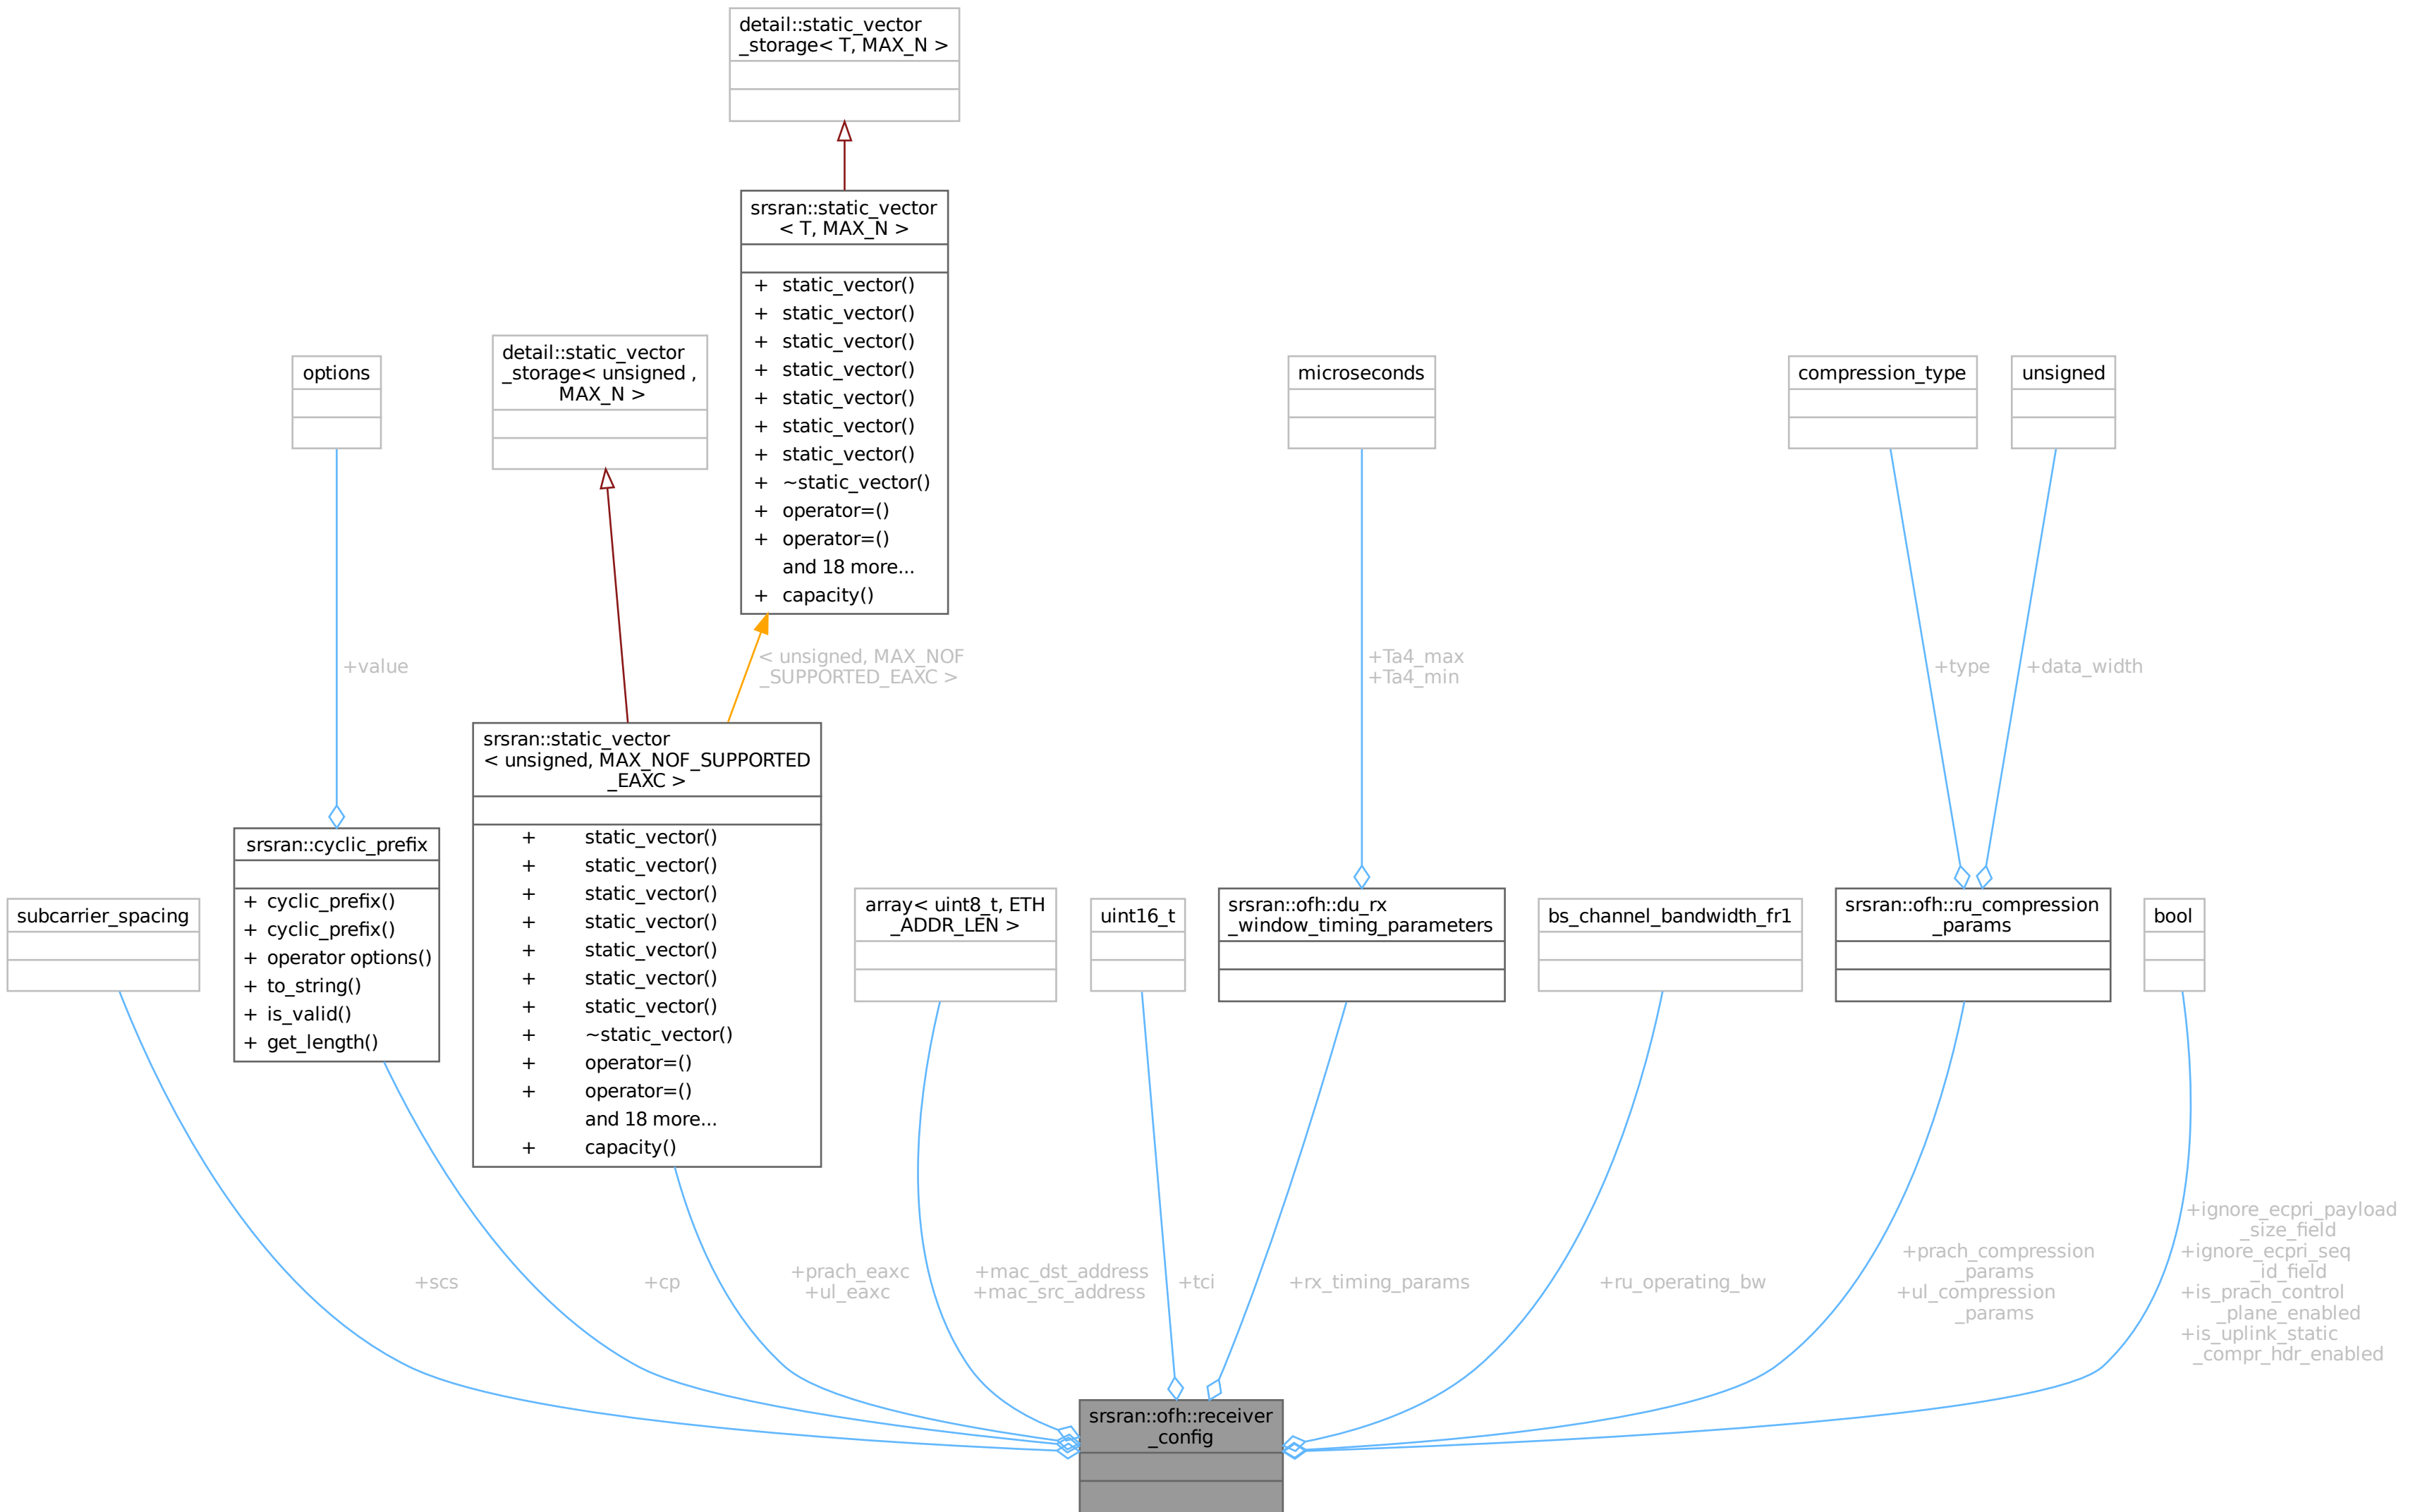 detail::static_vector
_storage< T, MAX_N >
srsran::static_vector
< T, MAX_N >
+ static_vector()
+ static_vector()
+ static_vector()
+ static_vector()
+ static_vector()
+ static_vector()
+ static_vector()
+ ~static_vector()
+ operator=()
+ operator=()
and 18 more...
+ capacity()
detail::static_vector
_storage< unsigned ,
MAX_N >
options
microseconds
compression_type
unsigned
+value
< unsigned, MAX_NOF
_SUPPORTED_EAXC >
+Ta4_max
+Ta4_min
+type
+data_width
srsran::static_vector
< unsigned, MAX_NOF_SUPPORTED
_EAXC >
+ static_vector()
+ static_vector()
+ static_vector()
+ static_vector()
+ static_vector()
+ static_vector()
+ static_vector()
+ ~static_vector()
+ operator=()
+ operator=()
and 18 more...
+ capacity()
srsran::cyclic_prefix
+ cyclic_prefix()
+ cyclic_prefix()
+ operator options()
+ to_string()
+ is_valid()
+ get_length()
subcarrier_spacing
array< uint8_t, ETH
_ADDR_LEN >
uint16_t
srsran::ofh::du_rx
_window_timing_parameters
bs_channel_bandwidth_fr1
srsran::ofh::ru_compression
_params
bool
+scs
+cp
+prach_eaxc
+ul_eaxc
+mac_dst_address
+mac_src_address
+tci
+rx_timing_params
+ru_operating_bw
+prach_compression
_params
+ul_compression
_params
+ignore_ecpri_payload
_size_field
+ignore_ecpri_seq
_id_field
+is_prach_control
_plane_enabled
+is_uplink_static
_compr_hdr_enabled
srsran::ofh::receiver
_config